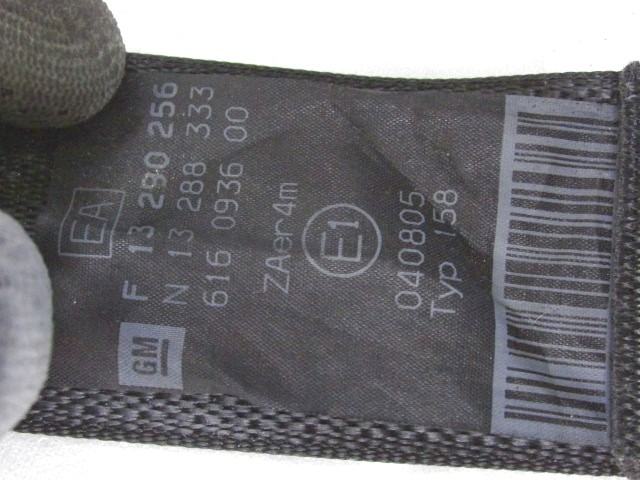 EA
GM
F 13 290 256
N 13 288 333
616 0936 00
ZAer4m
E1
040805
Typ 158